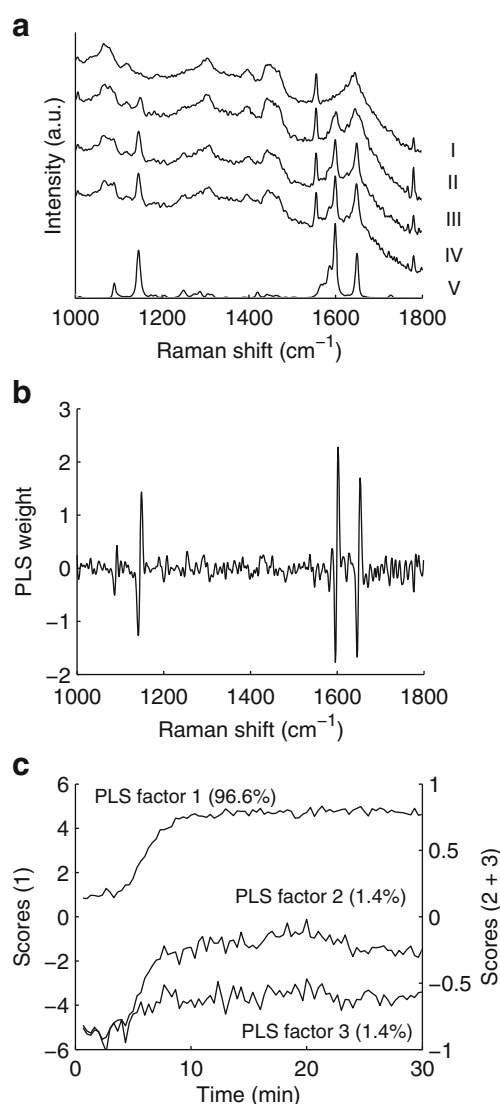 a
Intensity (a.u.)
I
II
III
IV
V
1000 1200 1400 1600 1800
Raman shift (cm⁻¹)
b
PLS weight
3
2
1
0
−1
−2
1000 1200 1400 1600 1800
Raman shift (cm⁻¹)
c
Scores (1)
6
4
2
0
−2
−4
−6
PLS factor 1 (96.6%)
PLS factor 2 (1.4%)
PLS factor 3 (1.4%)
1
0.5
0
−0.5
−1
Scores (2 + 3)
0 10 20 30
Time (min)